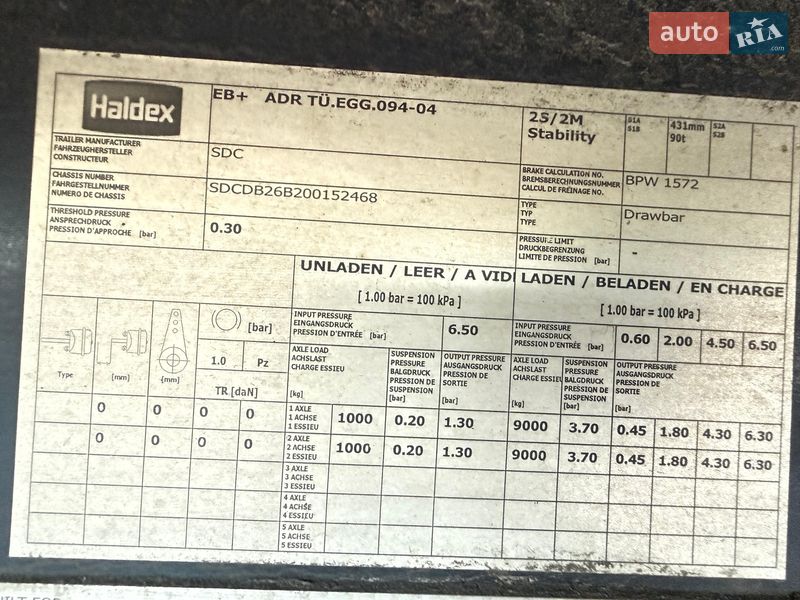 auto RIA .com
Haldex
EB+ ADR TÜ.EGG.094-04
2S/2M
Stability
S1A
S1B
431mm
90t
S2A
S2B
TRAILER MANUFACTURER
FAHRZEUGHERSTELLER
CONSTRUCTEUR
SDC
BRAKE CALCULATION NO.
BREMSBERECHNUNGSNUMMER
CALCUL DE FREINAGE NO.
BPW 1572
CHASSIS NUMBER
FAHRGESTELLNUMMER
NUMERO DE CHASSIS
SDCDB26B200152468
TYPE
TYP
TYPE
Drawbar
THRESHOLD PRESSURE
ANSPRECHDRUCK
PRESSION D'APPROCHE [bar]
0.30
PRESSURE LIMIT
DRUCKBEGRENZUNG
LIMITE DE PRESSION [bar]
-
UNLADEN / LEER / A VID
LADEN / BELADEN / EN CHARGE
[ 1.00 bar = 100 kPa ]
[ 1.00 bar = 100 kPa ]
INPUT PRESSURE
EINGANGSDRUCK
PRESSION D'ENTRÉE [bar]
6.50
INPUT PRESSURE
EINGANGSDRUCK
PRESSION D'ENTRÉE [bar]
0.60 2.00 4.50 6.50
Type
[mm]
[mm]
[bar]
1.0 Pz
TR [daN]
AXLE LOAD
ACHSLAST
CHARGE ESSIEU
[kg]
SUSPENSION
PRESSURE
BALGDRUCK
PRESSION DE
SUSPENSION
[bar]
OUTPUT PRESSURE
AUSGANGSDRUCK
PRESSION DE
SORTIE
[bar]
AXLE LOAD
ACHSLAST
CHARGE ESSIEU
[kg]
SUSPENSION
PRESSURE
BALGDRUCK
PRESSION DE
SUSPENSION
[bar]
OUTPUT PRESSURE
AUSGANGSDRUCK
PRESSION DE
SORTIE
[bar]
0 0 0 0
1 AXLE
1 ACHSE
1 ESSIEU
1000 0.20 1.30 9000 3.70 0.45 1.80 4.30 6.30
0 0 0 0
2 AXLE
2 ACHSE
2 ESSIEU
1000 0.20 1.30 9000 3.70 0.45 1.80 4.30 6.30
3 AXLE
3 ACHSE
3 ESSIEU
4 AXLE
4 ACHSE
4 ESSIEU
5 AXLE
5 ACHSE
5 ESSIEU